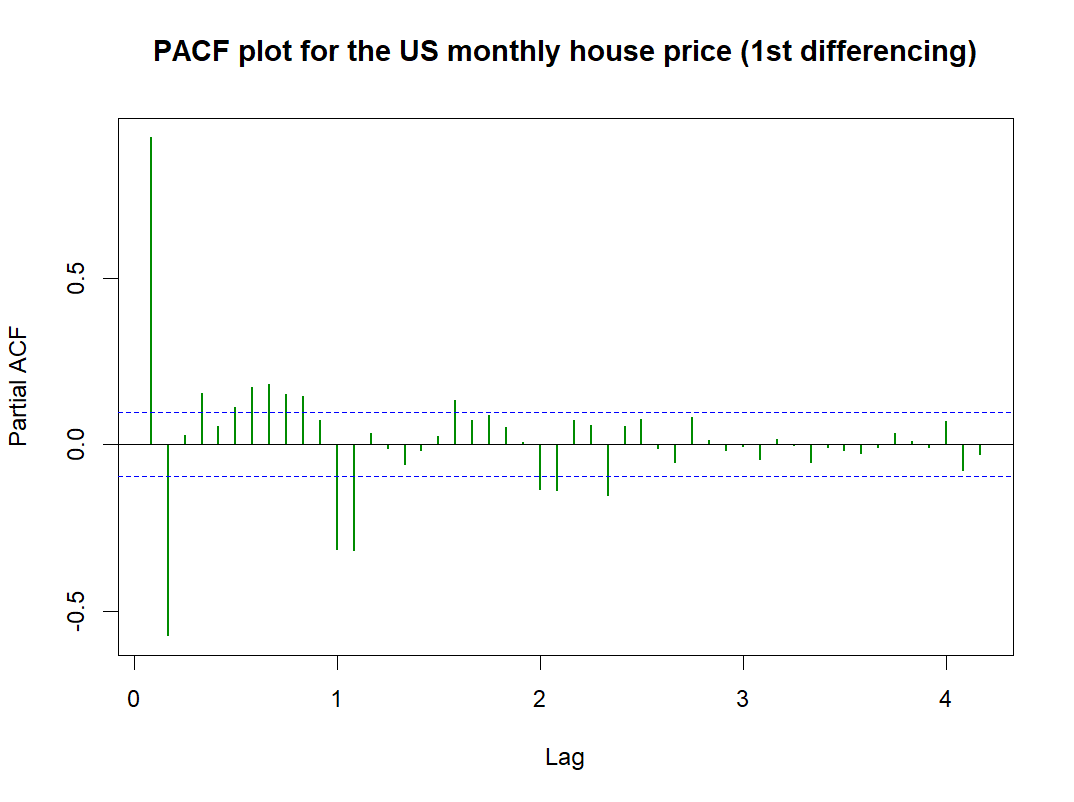 PACF plot for the US monthly house price (1st differencing)
Partial ACF
0.5
0.0
-0.5
0 1 2 3 4
Lag